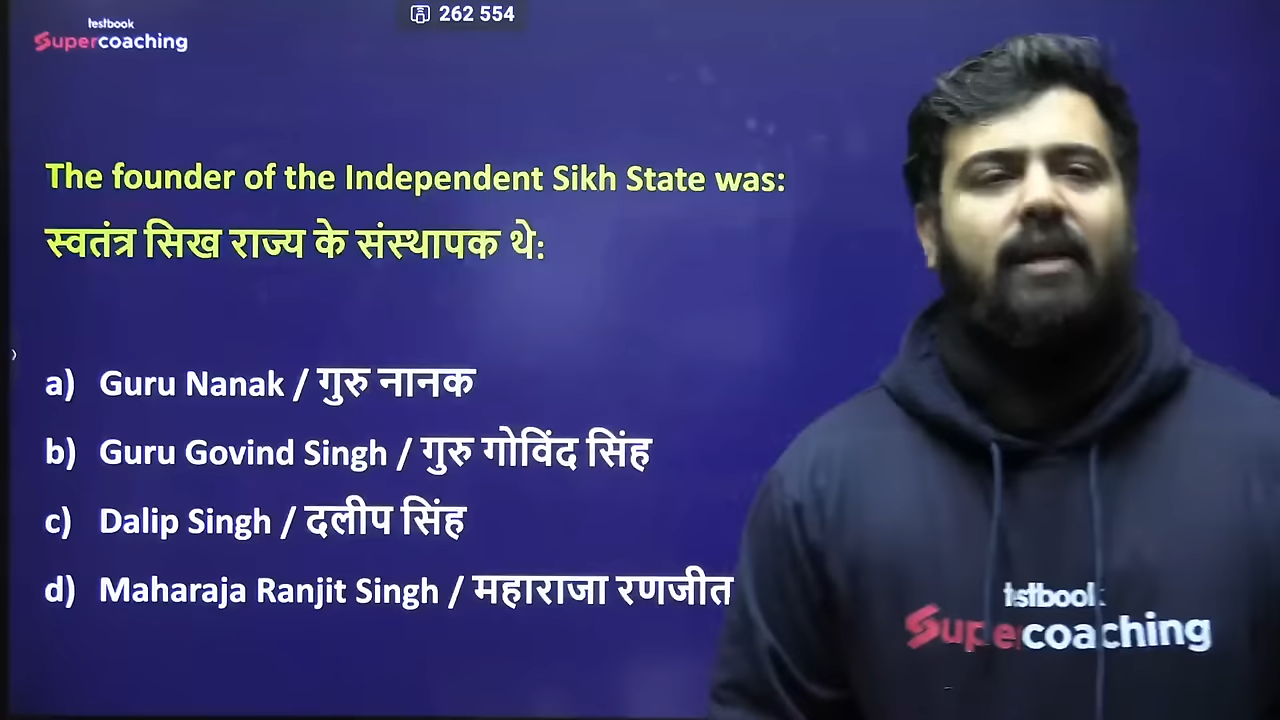 262 554
testbook
Supercoaching
The founder of the Independent Sikh State was:
स्वतंत्र सिख राज्य के संस्थापक थे:
a) Guru Nanak / गुरु नानक
b) Guru Govind Singh / गुरु गोविंद सिंह
c) Dalip Singh / दलीप सिंह
d) Maharaja Ranjit Singh / महाराजा रणजीत
testbook
Supercoaching